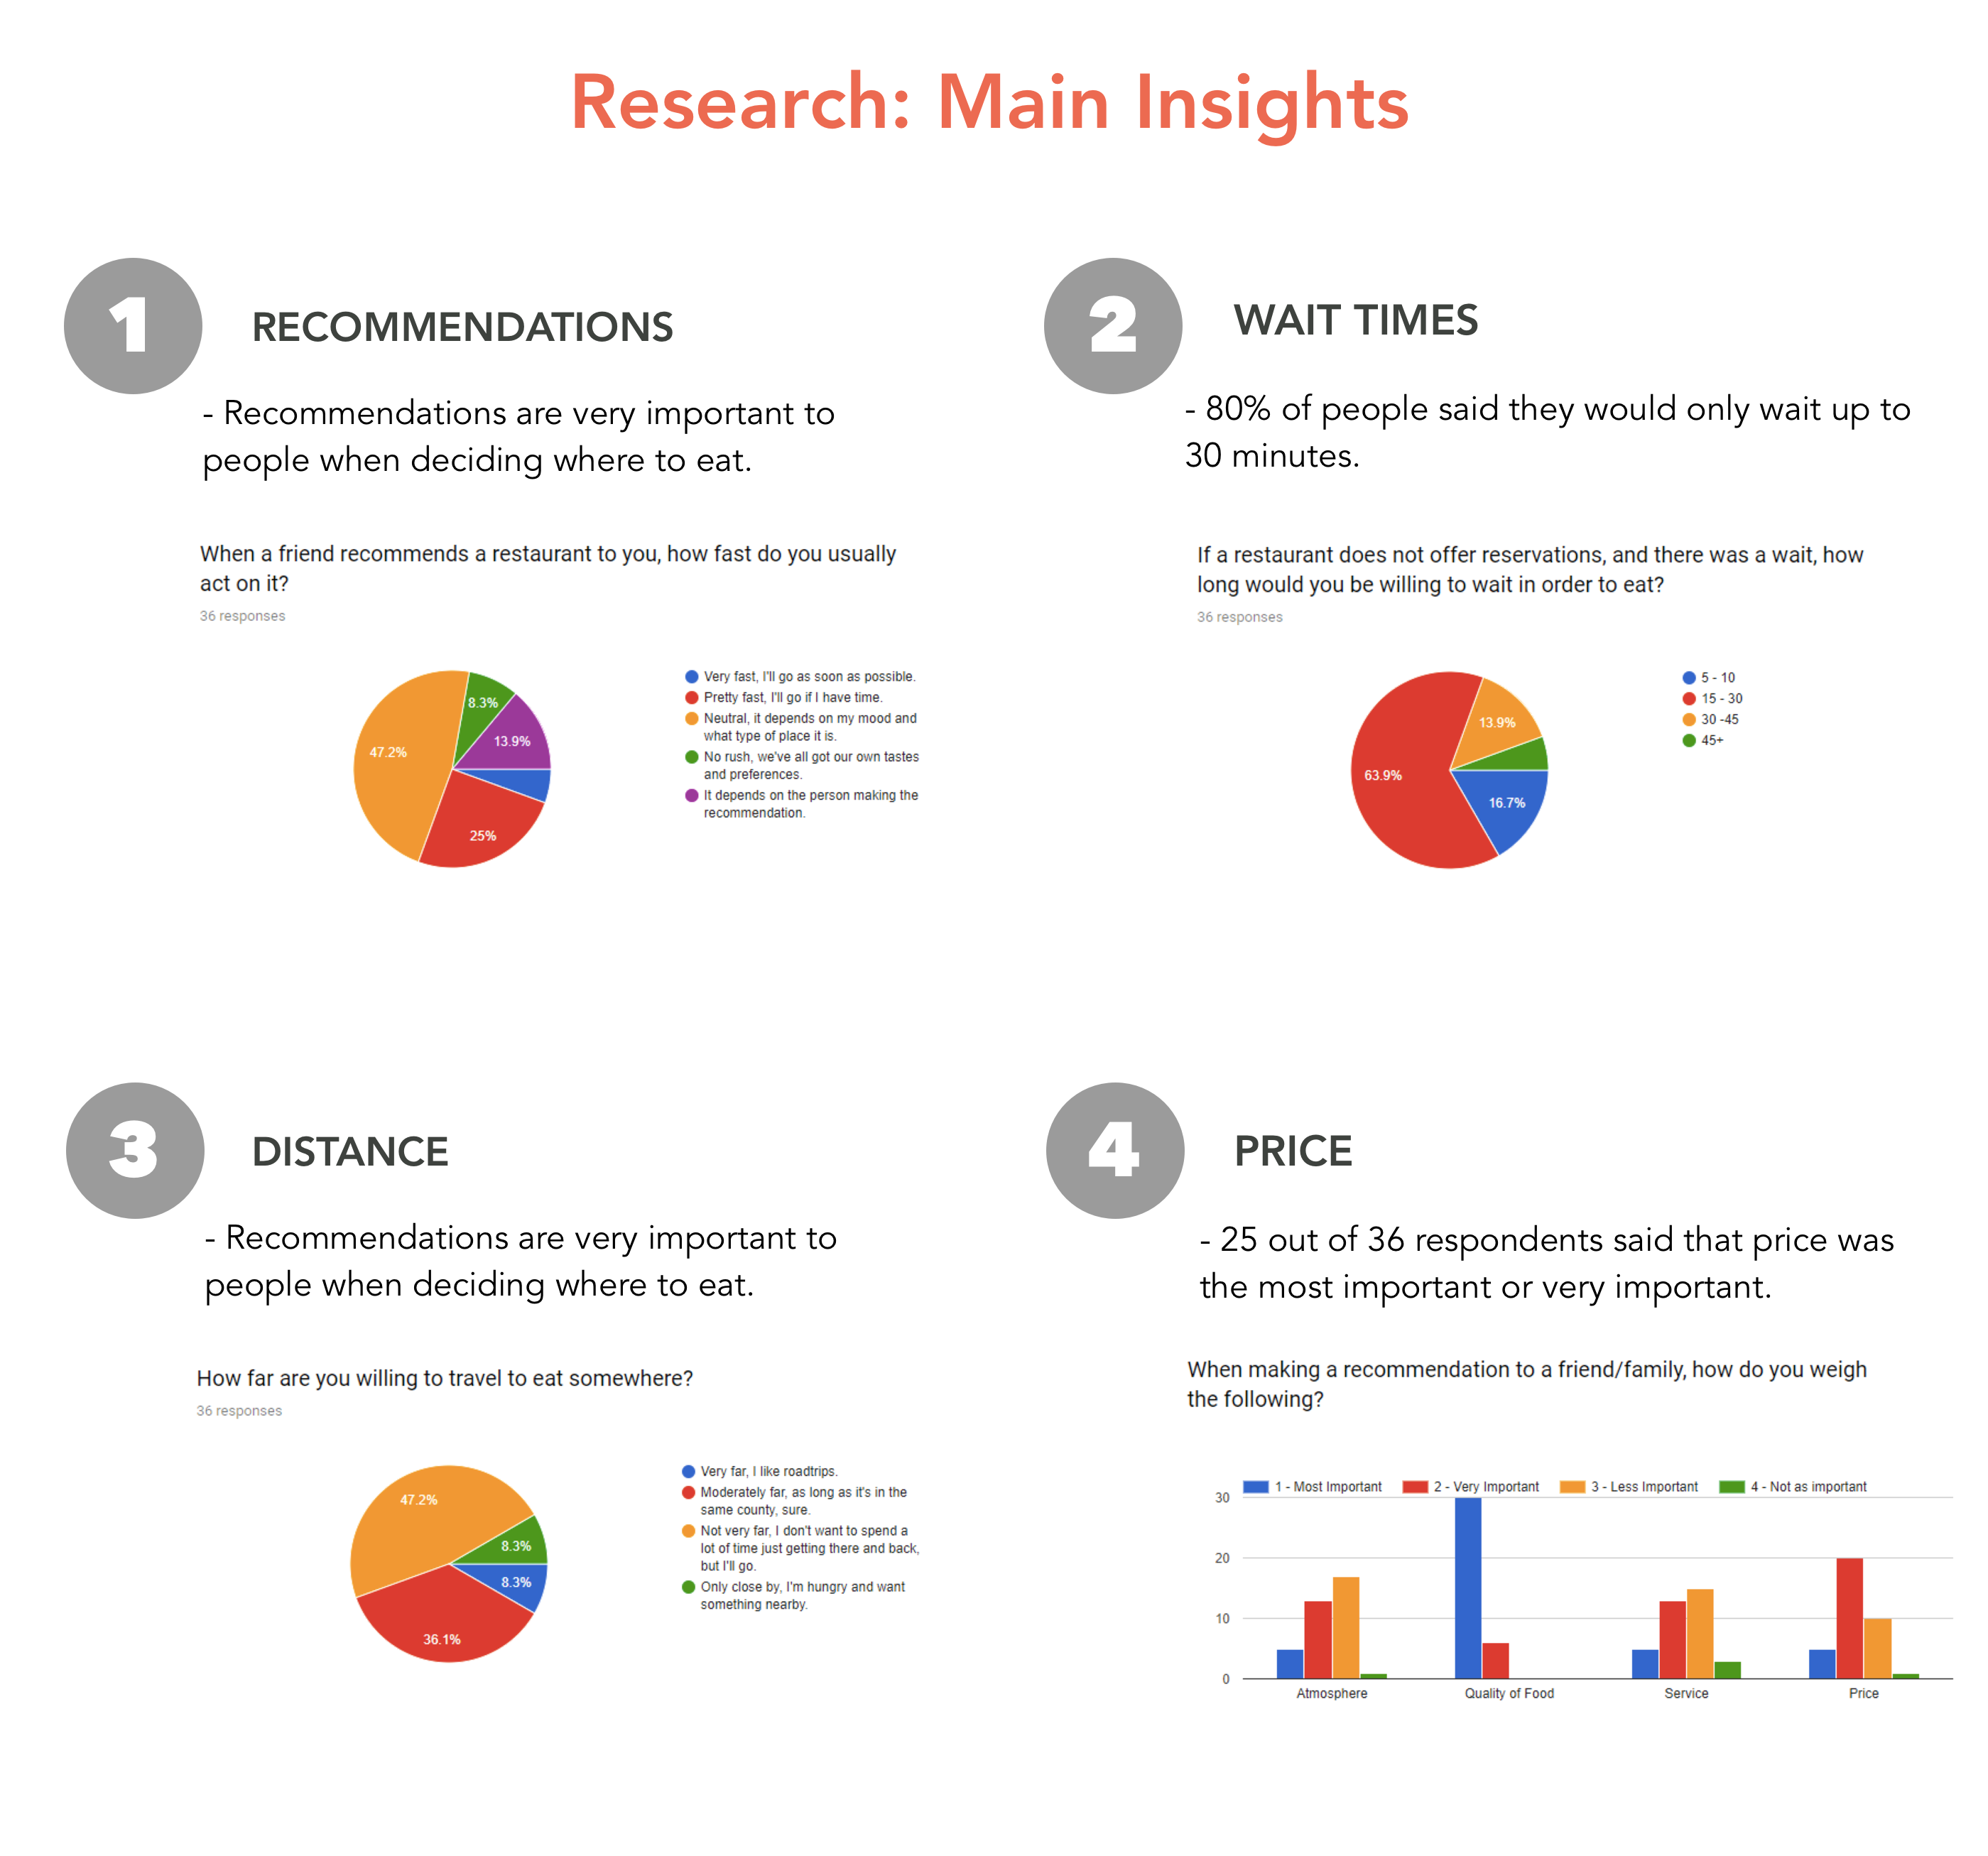 Research: Main Insights
1
RECOMMENDATIONS
- Recommendations are very important to
people when deciding where to eat.
When a friend recommends a restaurant to you, how fast do you usually
act on it?
36 responses
47.2%
8.3%
13.9%
25%
Very fast, I'll go as soon as possible.
Pretty fast, I'll go if I have time.
Neutral, it depends on my mood and
what type of place it is.
No rush, we've all got our own tastes
and preferences.
It depends on the person making the
recommendation.
2
WAIT TIMES
- 80% of people said they would only wait up to
30 minutes.
If a restaurant does not offer reservations, and there was a wait, how
long would you be willing to wait in order to eat?
36 responses
13.9%
63.9%
16.7%
5 - 10
15 - 30
30 -45
45+
3
DISTANCE
- Recommendations are very important to
people when deciding where to eat.
How far are you willing to travel to eat somewhere?
36 responses
47.2%
8.3%
8.3%
36.1%
Very far, I like roadtrips.
Moderately far, as long as it's in the
same county, sure.
Not very far, I don't want to spend a
lot of time just getting there and back,
but I'll go.
Only close by, I'm hungry and want
something nearby.
4
PRICE
- 25 out of 36 respondents said that price was
the most important or very important.
When making a recommendation to a friend/family, how do you weigh
the following?
1 - Most Important 2 - Very Important 3 - Less Important 4 - Not as important
30
20
10
0
Atmosphere Quality of Food Service Price